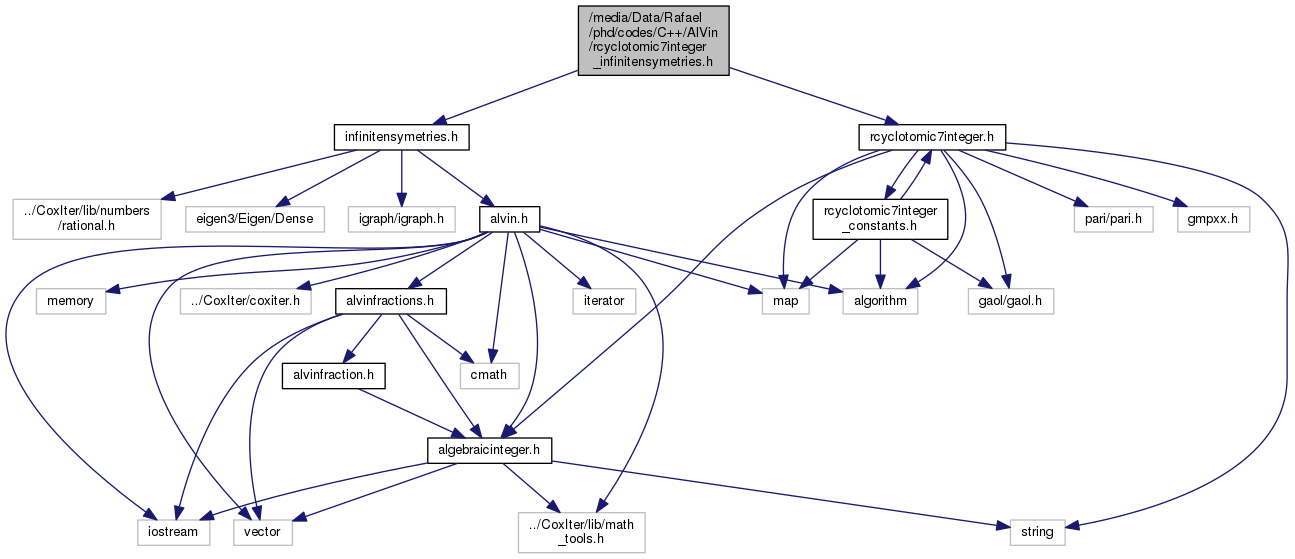 /media/Data/Rafael
/phd/codes/C++/AlVin
/rcyclotomic7integer
_infinitensymetries.h
infinitensymetries.h
rcyclotomic7integer.h
../CoxIter/lib/numbers
/rational.h
eigen3/Eigen/Dense
igraph/igraph.h
alvin.h
rcyclotomic7integer
_constants.h
pari/pari.h
gmpxx.h
memory
../CoxIter/coxiter.h
alvinfractions.h
iterator
map
algorithm
gaol/gaol.h
alvinfraction.h
cmath
algebraicinteger.h
iostream
vector
../CoxIter/lib/math
_tools.h
string